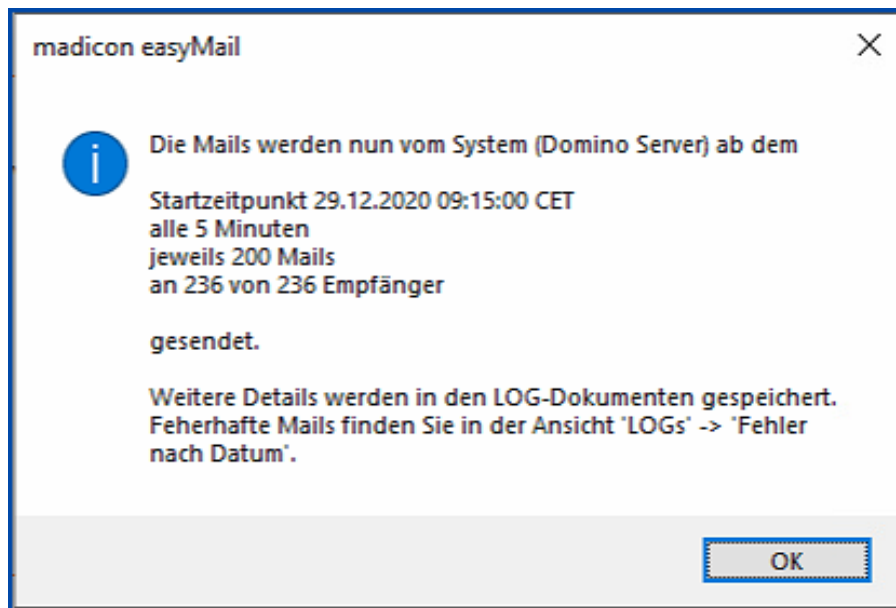 madicon easyMail
Die Mails werden nun vom System (Domino Server) ab dem
Startzeitpunkt 29.12.2020 09:15:00 CET
alle 5 Minuten
jeweils 200 Mails
an 236 von 236 Empfänger
gesendet.
Weitere Details werden in den LOG-Dokumenten gespeichert.
Feherhafte Mails finden Sie in der Ansicht 'LOGs' -> 'Fehler
nach Datum'.
OK